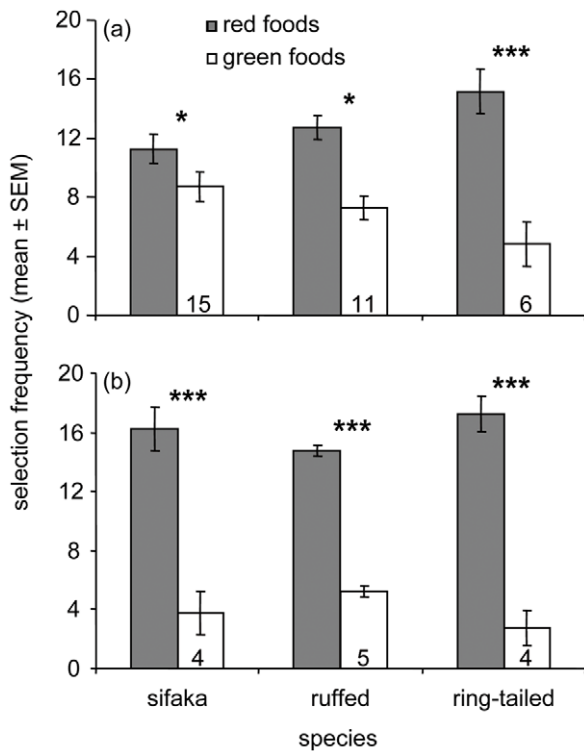 20
(a)
red foods
green foods
***
16
*
*
12
8
4
15
11
6
0
selection frequency (mean ± SEM)
20
(b)
***
***
***
16
12
8
4
4
5
4
0
sifaka
ruffed
ring-tailed
species